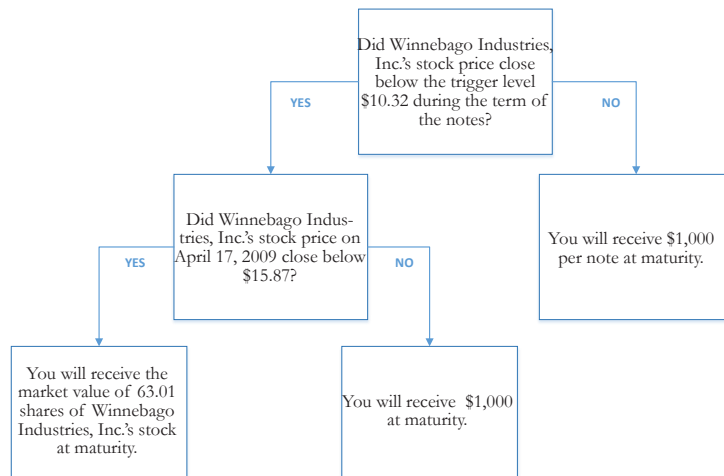 Did Winnebago Industries,
Inc.'s stock price close
below the trigger level
$10.32 during the term of
the notes?
YES
NO
Did Winnebago Indus-
tries, Inc.'s stock price on
April 17, 2009 close below
$15.87?
You will receive $1,000
per note at maturity.
YES
NO
You will receive the
market value of 63.01
shares of Winnebago
Industries, Inc.'s stock
at maturity.
You will receive $1,000
at maturity.